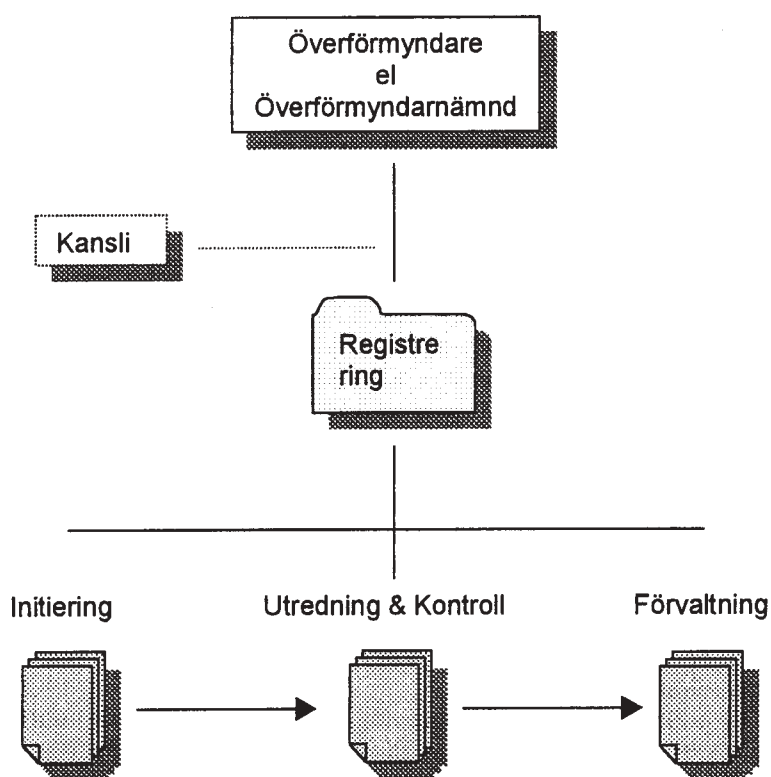 Överförmyndare
el
Överförmyndarnämnd
Kansli
Registre
ring
Initiering
Utredning & Kontroll
Förvaltning